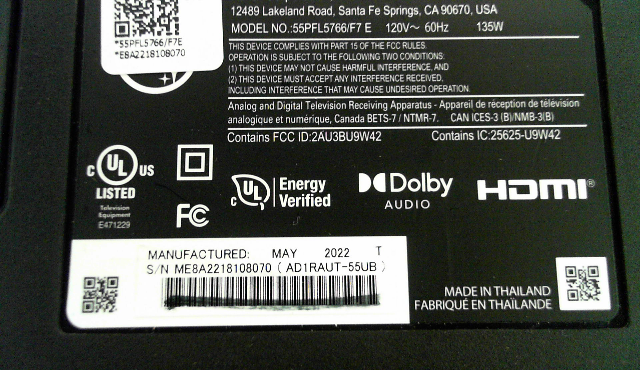 12489 Lakeland Road, Santa Fe Springs, CA 90670, USA
MODEL NO.:55PFL5766/F7 E 120V～ 60Hz 135W
*55PFL5766/F7E
*E8A2218108070
THIS DEVICE COMPLIES WITH PART 15 OF THE FCC RULES.
OPERATION IS SUBJECT TO THE FOLLOWING TWO CONDITIONS:
(1) THIS DEVICE MAY NOT CAUSE HARMFUL INTERFERENCE, AND
(2) THIS DEVICE MUST ACCEPT ANY INTERFERENCE RECEIVED,
INCLUDING INTERFERENCE THAT MAY CAUSE UNDESIRED OPERATION.
Analog and Digital Television Receiving Apparatus - Appareil de réception de télévision
analogique et numérique, Canada BETS-7 / NTMR-7. CAN ICES-3 (B)/NMB-3(B)
Contains FCC ID:2AU3BU9W42 Contains IC:25625-U9W42
C UL US
LISTED
Television
Equipment
E471229
FC
C UL Energy
Verified
Dolby
AUDIO
HDMI®
MANUFACTURED: MAY 2022 T
S/N ME8A2218108070 ( AD1RAUT-55UB )
MADE IN THAILAND
FABRIQUÉ EN THAÏLANDE